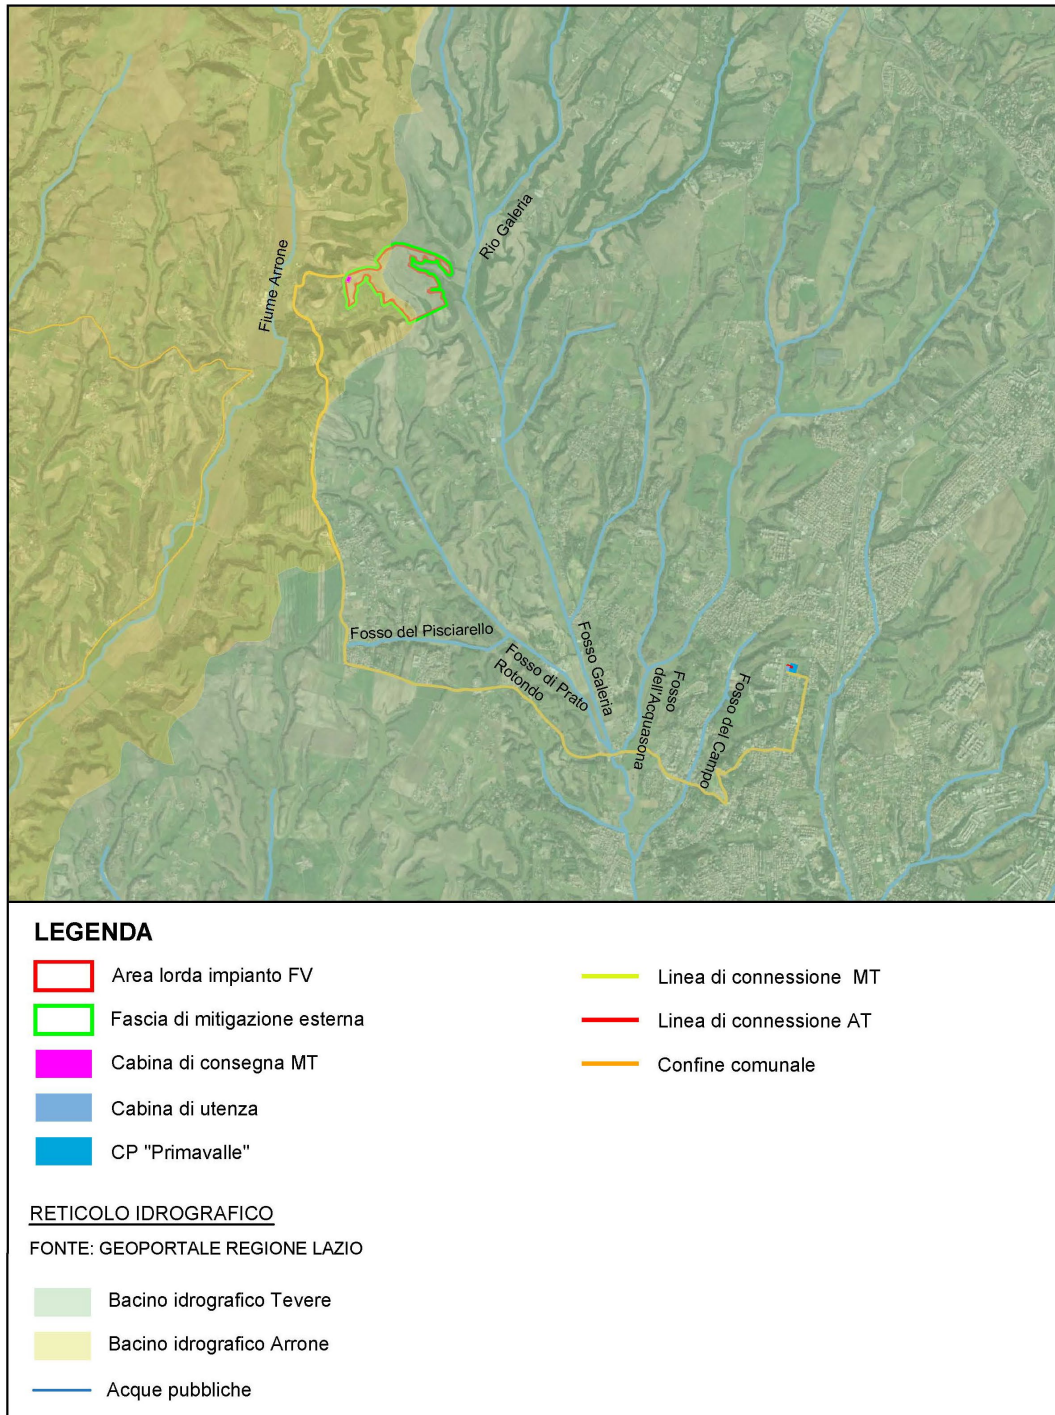 Rio Galeria
Fiume Arrone
Fosso del Pisciarello
Fosso di Prato
Rotondo
Fosso Galeria
Fosso
dell'Acquasona
Fosso del Campo
LEGENDA
Area lorda impianto FV
Fascia di mitigazione esterna
Cabina di consegna MT
Cabina di utenza
CP "Primavalle"
Linea di connessione MT
Linea di connessione AT
Confine comunale
RETICOLO IDROGRAFICO
FONTE: GEOPORTALE REGIONE LAZIO
Bacino idrografico Tevere
Bacino idrografico Arrone
Acque pubbliche